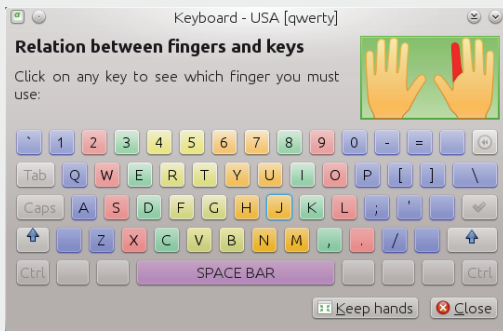 Keyboard - USA [qwerty]
Relation between fingers and keys
Click on any key to see which finger you must
use:
` 1 2 3 4 5 6 7 8 9 0 - =
Tab Q W E R T Y U I O P [ ] \
Caps A S D F G H J K L ; '
Z X C V B N M , . /
Ctrl SPACE BAR Ctrl
Keep hands Close